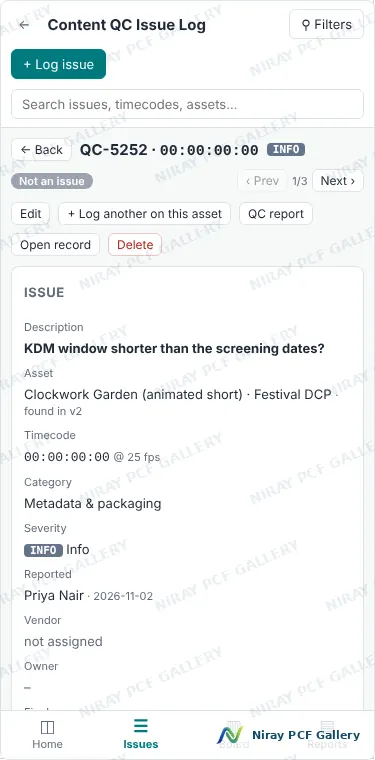 ← Content QC Issue Log
Filters
+ Log issue
Search issues, timecodes, assets...
← Back QC-5252 · 00:00:00:00 INFO
Not an issue ‹ Prev 1/3 Next ›
Edit + Log another on this asset QC report
Open record Delete
ISSUE
Description
KDM window shorter than the screening dates?
Asset
Clockwork Garden (animated short) · Festival DCP ·
found in v2
Timecode
00:00:00:00 @ 25 fps
Category
Metadata & packaging
Severity
INFO Info
Reported
Priya Nair · 2026-11-02
Vendor
not assigned
Owner
–
Home Issues Reports
Niray PCF Gallery
NIRAY PCF GALLERY